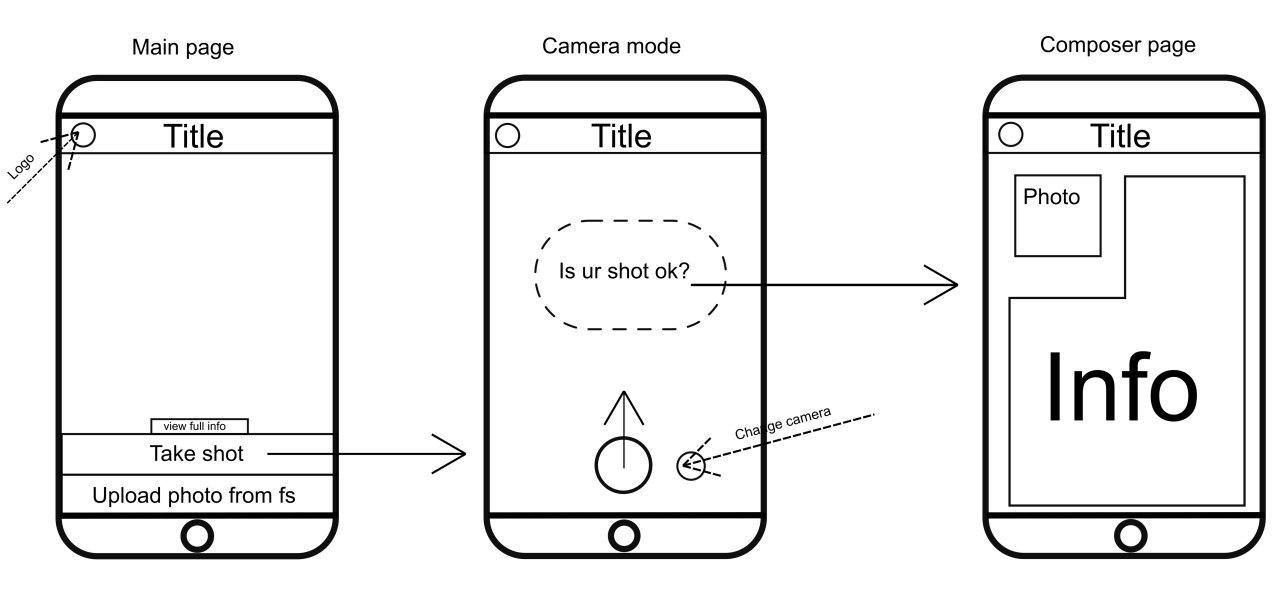 Main page
Logo
Title
view full info
Take shot
Upload photo from fs
Camera mode
Title
Is ur shot ok?
Change camera
Composer page
Title
Photo
Info